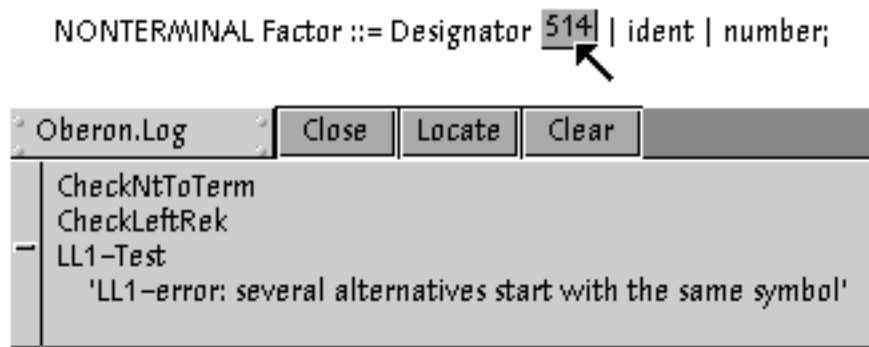 NONTERMINAL Factor ::= Designator 514 | ident | number;
Oberon.Log Close Locate Clear
CheckNtToTerm
CheckLeftRek
LL1-Test
'LL1-error: several alternatives start with the same symbol'